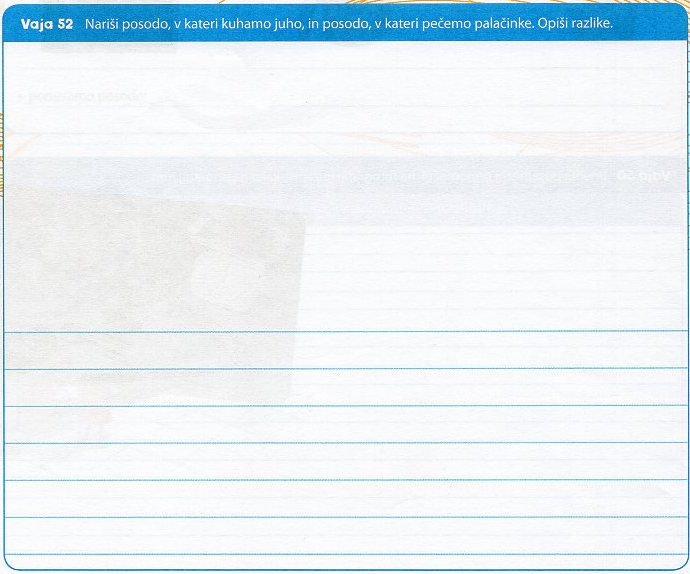 Vaja 52 Nariši posodo, v kateri kuhamo juho, in posodo, v kateri pečemo palačinke. Opiši razlike.